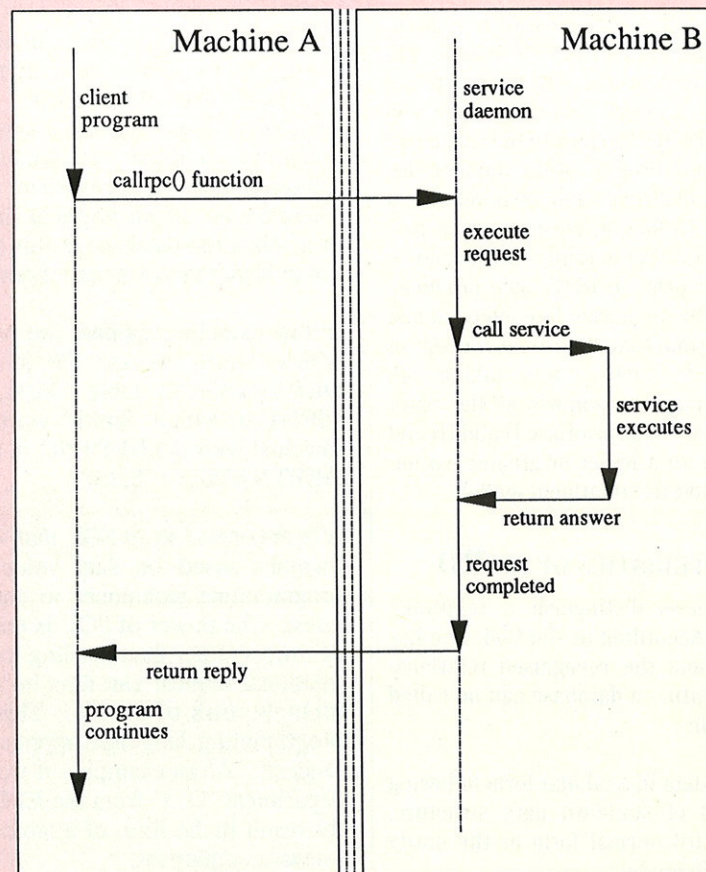 Machine A
Machine B
client
program
service
daemon
callrpc() function
execute
request
call service
service
executes
return answer
request
completed
return reply
program
continues